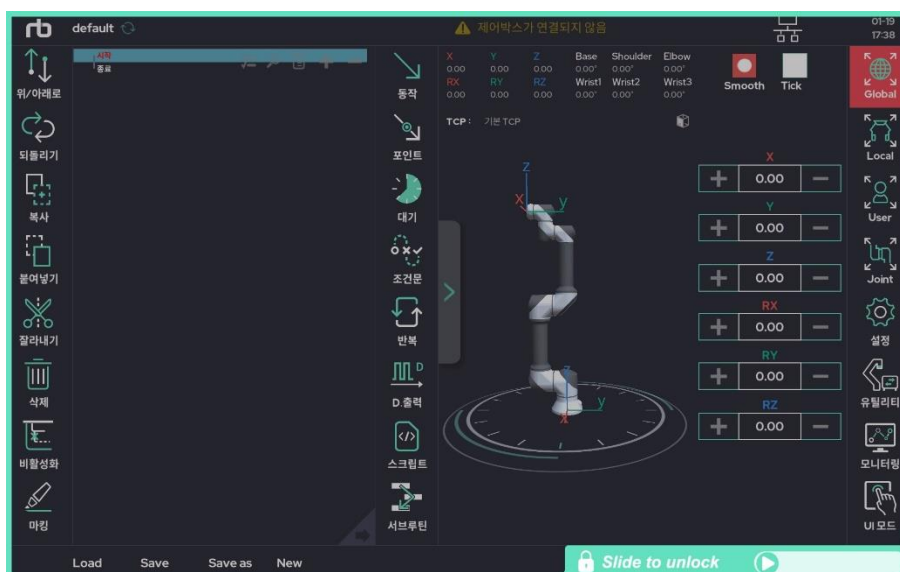 rb default 제어박스가 연결되지 않음 01-19
17:38
시작
종료
위/아래로
되돌리기
복사
붙여넣기
잘라내기
삭제
비활성화
마킹
동작
포인트
대기
조건문
반복
D
D.출력
스크립트
서브루틴
X Y Z Base Shoulder Elbow
0.00 0.00 0.00 0.00° 0.00° 0.00°
RX RY RZ Wrist1 Wrist2 Wrist3
0.00 0.00 0.00 0.00° 0.00° 0.00°
Smooth Tick
TCP : 기본 TCP
Z
X y
Z
y
X
X
+ 0.00 −
Y
+ 0.00 −
Z
+ 0.00 −
RX
+ 0.00 −
RY
+ 0.00 −
RZ
+ 0.00 −
Global
Local
User
Joint
설정
유틸리티
모니터링
UI 모드
Load Save Save as New
Slide to unlock